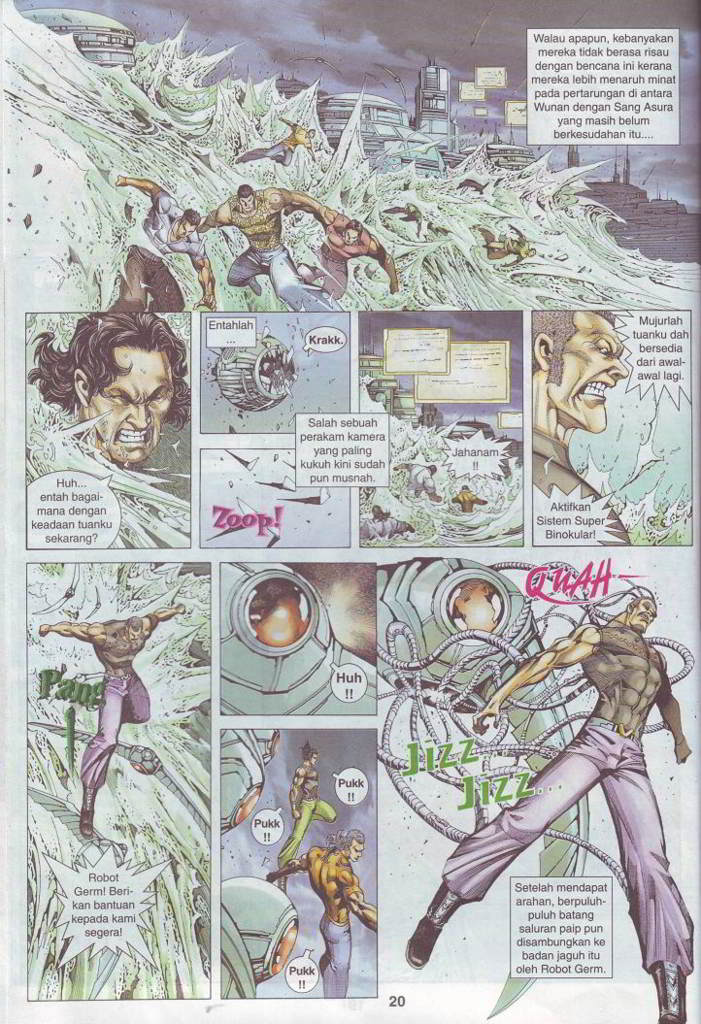 Walau apapun, kebanyakan
mereka tidak berasa risau
dengan bencana ini kerana
mereka lebih menaruh minat
pada pertarungan di antara
Wunan dengan Sang Asura
yang masih belum
berkesudahan itu....
Huh...
entah bagai-
mana dengan
keadaan tuanku
sekarang?
Entahlah
dah
Krakk.
Salah sebuah
perakam kamera
yang paling
kukuh kini sudah
pun musnah.
Zoop!
Jahanam
!!
Mujurlah
tuanku dah
bersedia
dari awal-
awal lagi.
Aktifkan
Sistem Super
Binokular!
Pang
!
Robot
Germ! Beri-
kan bantuan
kepada kami
segera!
Huh
!!
Pukk
!!
Pukk
!!
Pukk
!!
QUAH
Jizz...
Jizz...
Setelah mendapat
arahan, berpuluh-
puluh batang
saluran paip pun
disambungkan ke
badan jaguh itu
oleh Robot Germ.
20